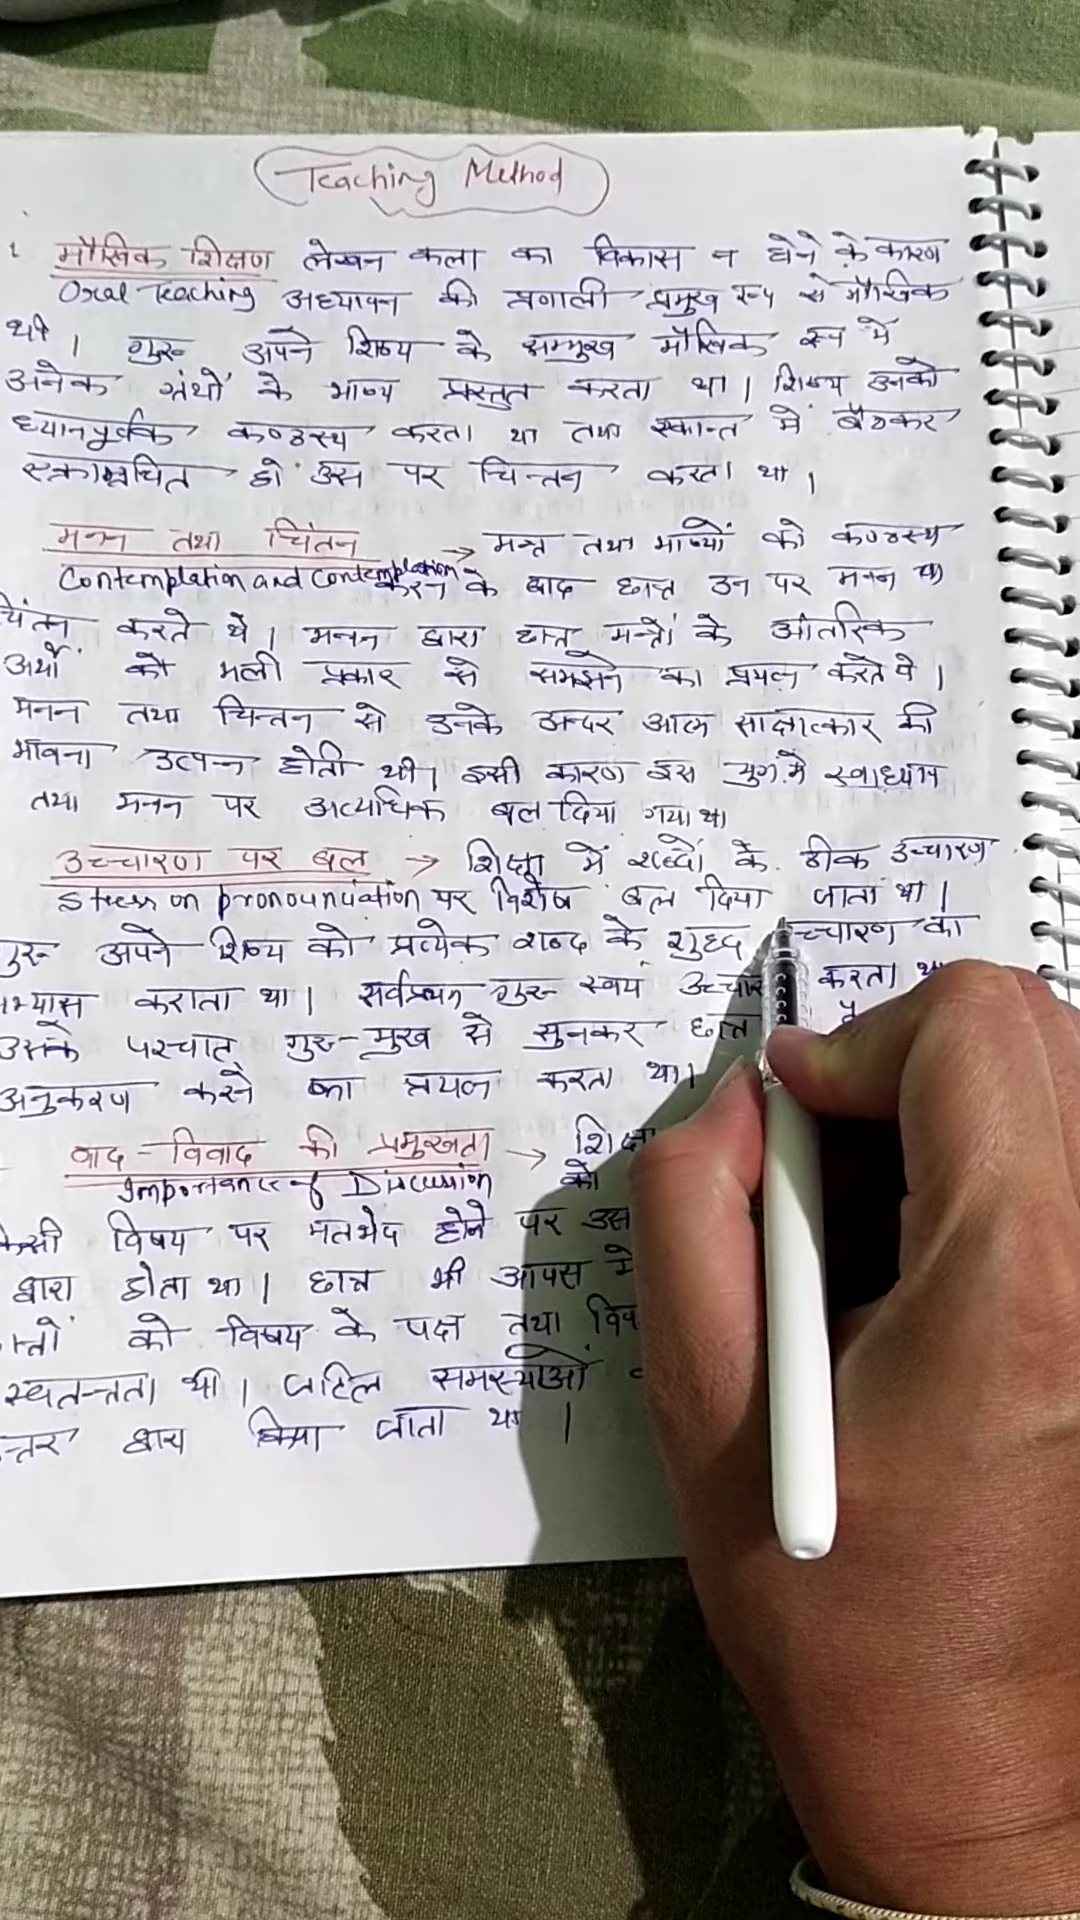 Teaching Method
1 मौखिक शिक्षण लेखन कला का विकास न होने के कारण
Oral Teaching अध्यापन की प्रणाली प्रमुख रूप से मौखिक
थी । गुरू अपने शिष्य के सम्मुख मौखिक रूप में
अनेक ग्रंथों के भाष्य प्रस्तुत करता था । शिष्य उनको
ध्यानपूर्वक कण्ठस्थ करता था तथा एकान्त में बैठकर
एकाग्रचित हो उस पर चिन्तन करता था ।
मनन तथा चिंतन → मन्त्र तथा भाष्यों को कण्ठस्थ
Contemplation and Contemplation करने के बाद छात्र उन पर मनन था
चिंतन करते थे । मनन द्वारा छात्र मन्त्रों के आंतरिक
अर्थों को भली प्रकार से समझने का प्रयत्न करते थे ।
मनन तथा चिन्तन से उनके अन्दर आत्म साक्षात्कार की
भावना उत्पन्न होती थी। इसी कारण इस युग में स्वाध्याय
तथा मनन पर अत्यधिक बल दिया गया था
उच्चारण पर बल → शिक्षा में शब्दों के ठीक उच्चारण
Stress on pronounciation पर विशेष बल दिया जाता था ।
गुरू अपने शिष्य को प्रत्येक शब्द के शुद्ध उच्चारण का
भ्यास कराता था । सर्वप्रथम गुरू स्वयं उच्चार करता था
उसके पश्चात् गुरू मुख से सुनकर छात्र
अनुकरण करने का प्रयत्न करता था।
वाद - विवाद की प्रमुखता → शिक्षा
Importance of Discussion को
किसी विषय पर मतभेद होने पर उस
द्वारा होता था । छात्र भी आपस में
को विषय के पक्ष तथा विप
स्वतन्त्रता थी । जटिल समस्याओं
न्तर द्वारा किया जाता था ।